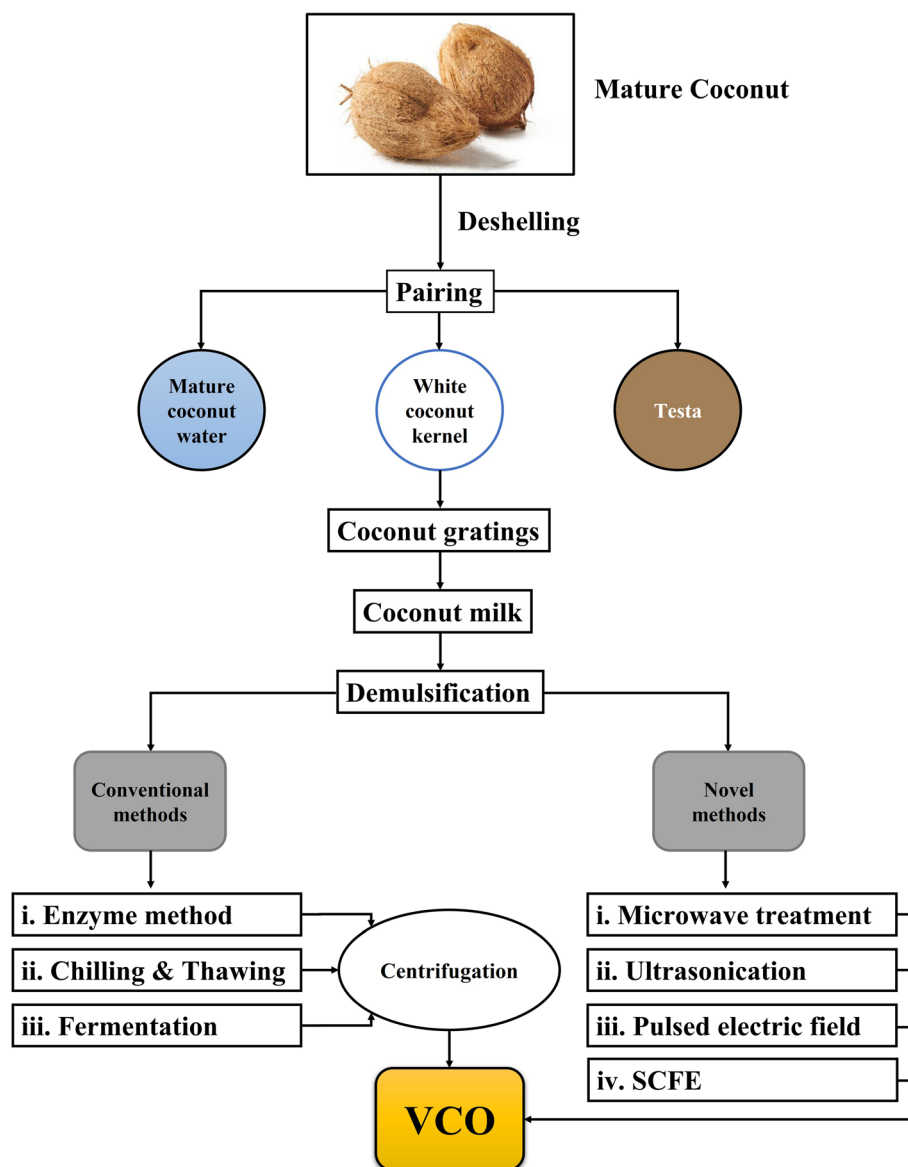 Mature Coconut
Deshelling
Pairing
Mature
coconut
water
White
coconut
kernel
Testa
Coconut gratings
Coconut milk
Demulsification
Conventional
methods
Novel
methods
i. Enzyme method
ii. Chilling & Thawing
iii. Fermentation
Centrifugation
i. Microwave treatment
ii. Ultrasonication
iii. Pulsed electric field
iv. SCFE
VCO